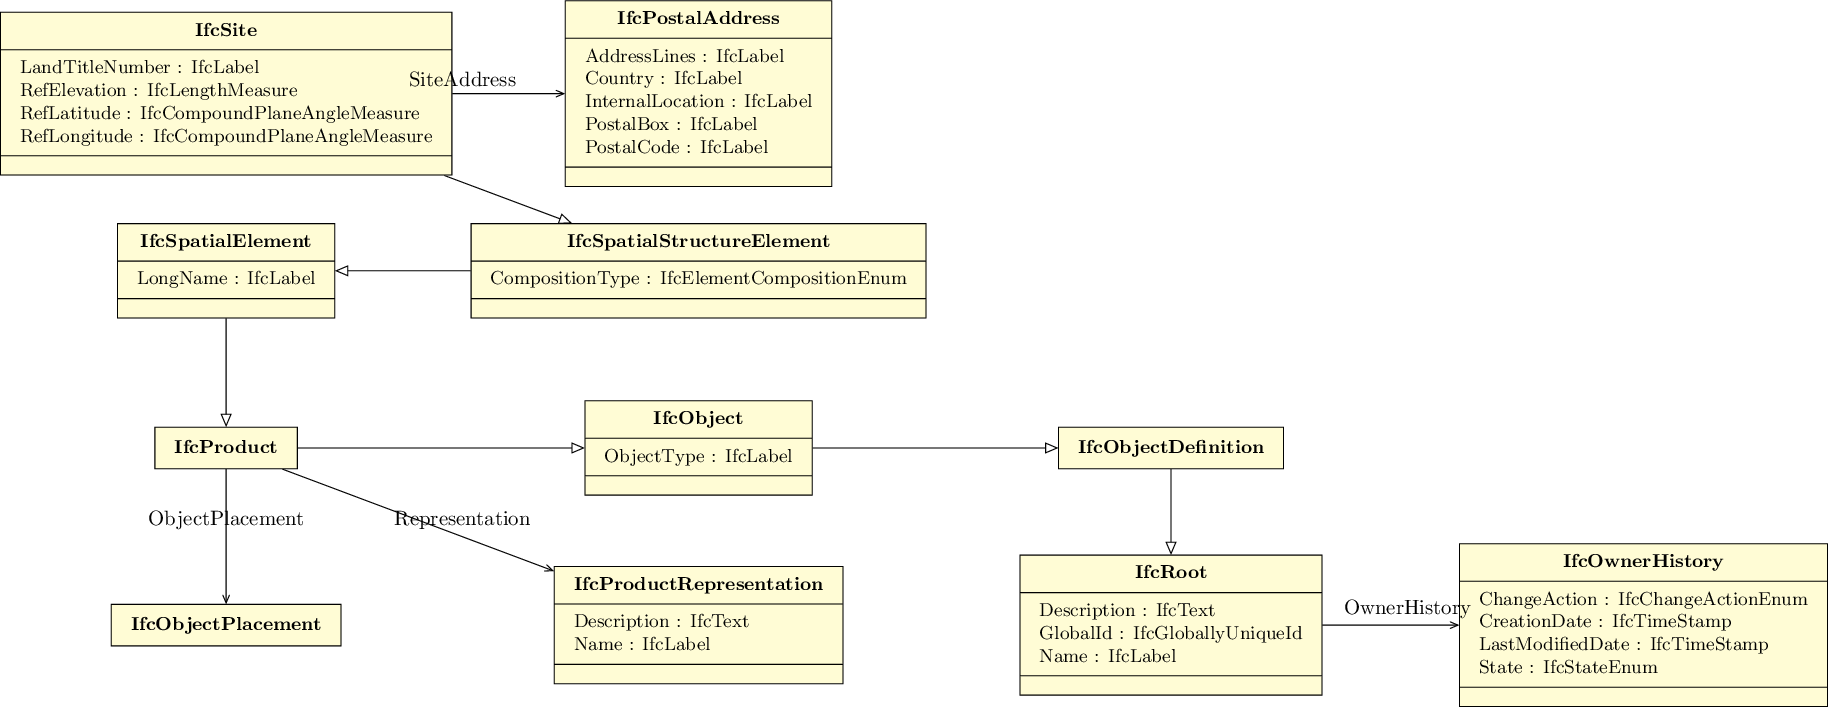 IfcSite
LandTitleNumber : IfcLabel
RefElevation : IfcLengthMeasure
RefLatitude : IfcCompoundPlaneAngleMeasure
RefLongitude : IfcCompoundPlaneAngleMeasure
SiteAddress
IfcPostalAddress
AddressLines : IfcLabel
Country : IfcLabel
InternalLocation : IfcLabel
PostalBox : IfcLabel
PostalCode : IfcLabel
IfcSpatialElement
LongName : IfcLabel
IfcSpatialStructureElement
CompositionType : IfcElementCompositionEnum
IfcProduct
IfcObject
ObjectType : IfcLabel
IfcObjectDefinition
ObjectPlacement
Representation
IfcObjectPlacement
IfcProductRepresentation
Description : IfcText
Name : IfcLabel
IfcRoot
Description : IfcText
GlobalId : IfcGloballyUniqueId
Name : IfcLabel
OwnerHistory
IfcOwnerHistory
ChangeAction : IfcChangeActionEnum
CreationDate : IfcTimeStamp
LastModifiedDate : IfcTimeStamp
State : IfcStateEnum